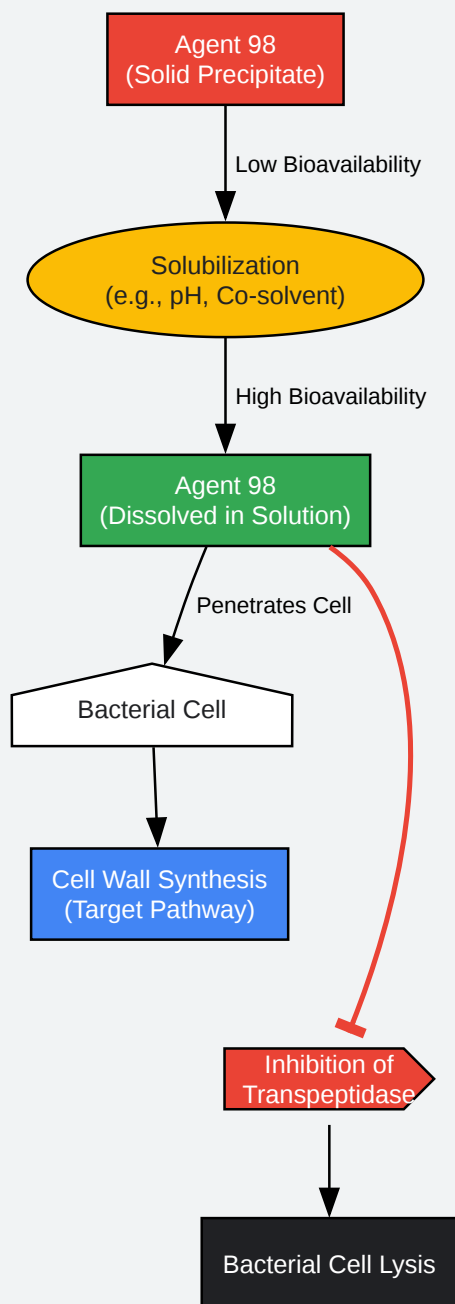 Agent 98
(Solid Precipitate)
Low Bioavailability
Solubilization
(e.g., pH, Co-solvent)
High Bioavailability
Agent 98
(Dissolved in Solution)
Penetrates Cell
Bacterial Cell
Cell Wall Synthesis
(Target Pathway)
Inhibition of
Transpeptidase
Bacterial Cell Lysis